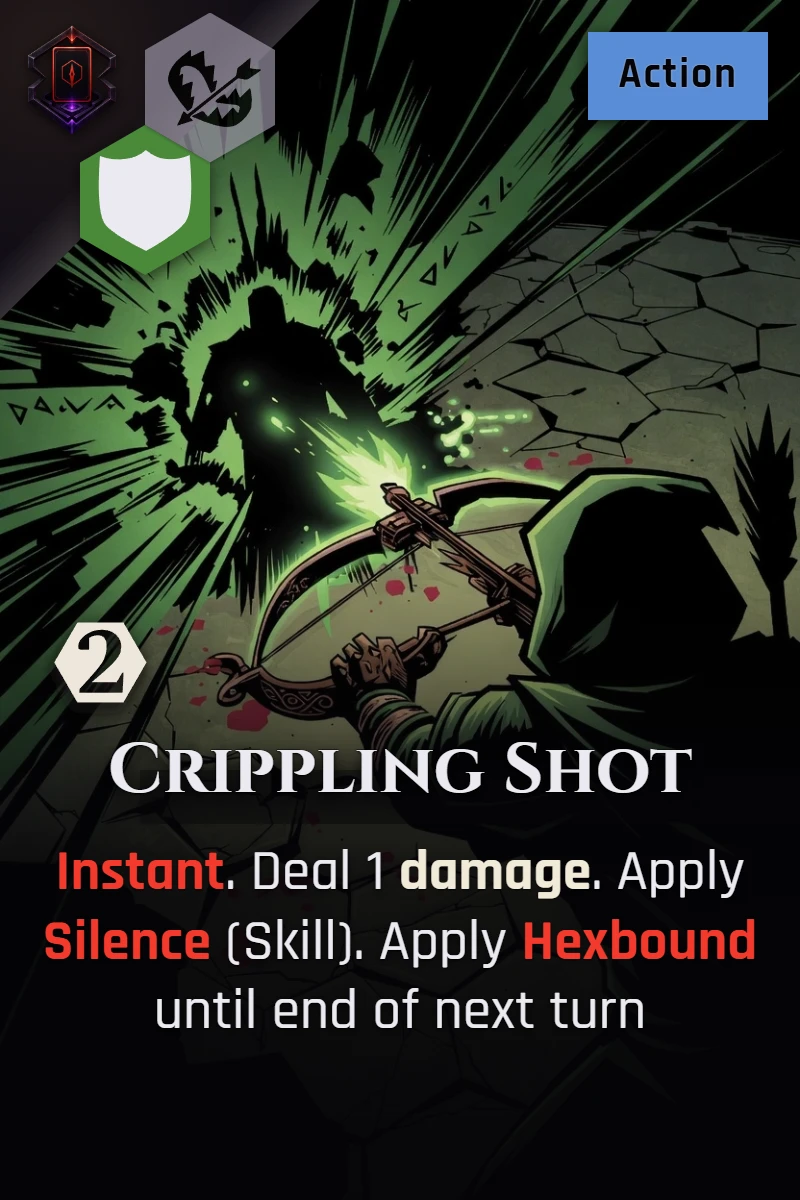 Action
2
Crippling Shot
Instant. Deal 1 damage. Apply
Silence (Skill). Apply Hexbound
until end of next turn